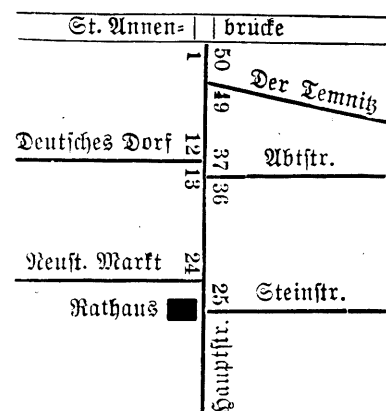 St. Annen= brücke
1 50
49 Der Temnitz
Deutsches Dorf 12 37 Abtstr.
13 36
Neust. Markt 24
25 Steinstr.
Rathaus
Hauptstr.